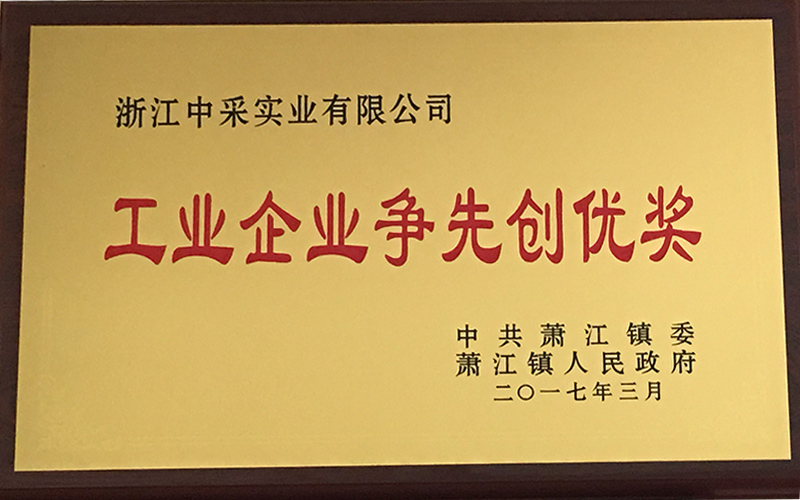 浙江中采实业有限公司
工业企业争先创优奖
中共萧江镇委
萧江镇人民政府
二〇一七年三月